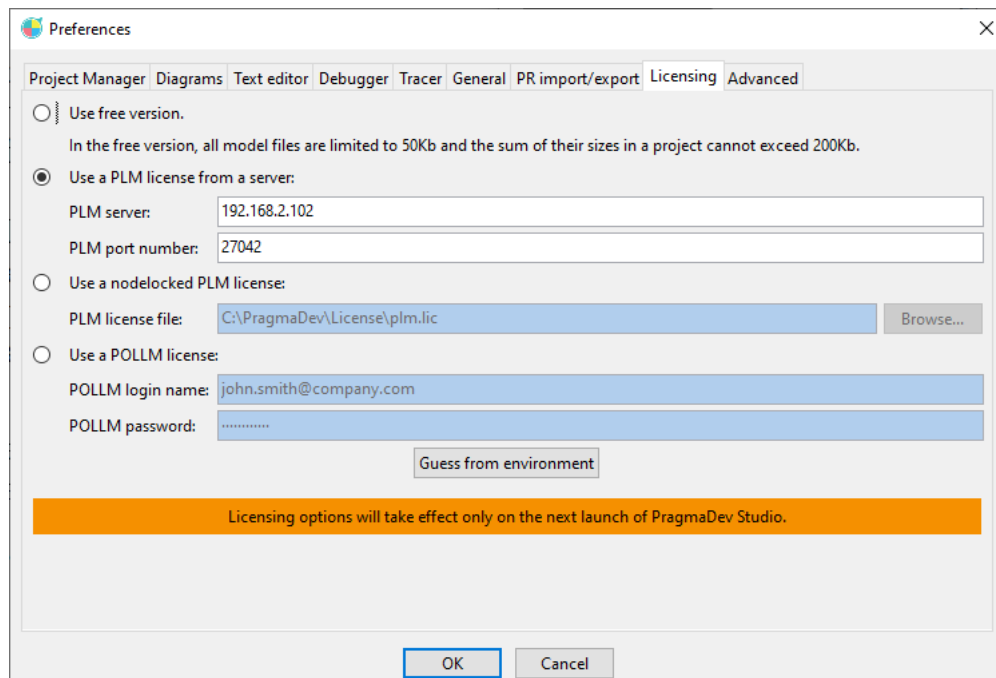 Preferences
Project Manager Diagrams Text editor Debugger Tracer General PR import/export Licensing Advanced
Use free version.
In the free version, all model files are limited to 50Kb and the sum of their sizes in a project cannot exceed 200Kb.
Use a PLM license from a server:
PLM server: 192.168.2.102
PLM port number: 27042
Use a nodelocked PLM license:
PLM license file: C:\PragmaDev\License\plm.lic Browse...
Use a POLLM license:
POLLM login name: john.smith@company.com
POLLM password: ············
Guess from environment
Licensing options will take effect only on the next launch of PragmaDev Studio.
OK Cancel